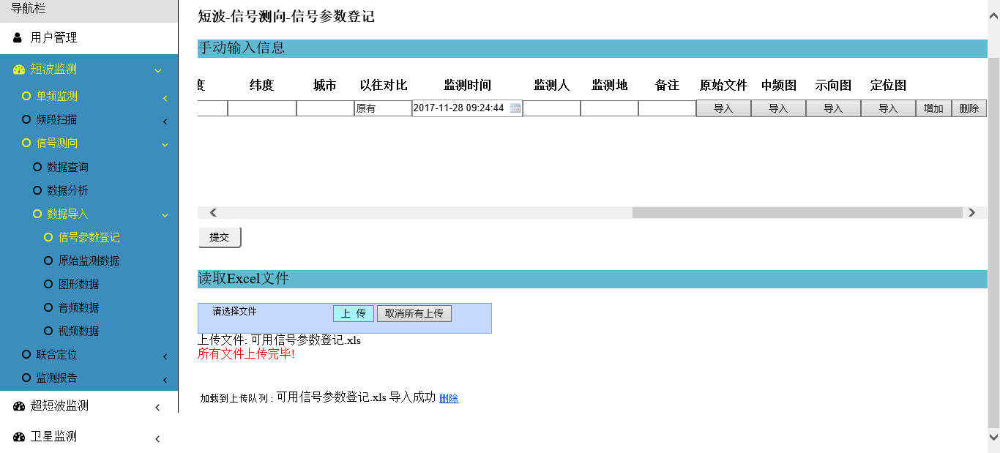 导航栏
用户管理
短波监测
单频监测
频段扫描
信号测向
数据查询
数据分析
数据导入
信号参数登记
原始监测数据
图形数据
音频数据
视频数据
联合定位
监测报告
超短波监测
卫星监测
短波-信号测向-信号参数登记
手动输入信息
度 纬度 城市 以往对比 监测时间 监测人 监测地 备注 原始文件 中频图 示向图 定位图
原有 2017-11-28 09:24:44 导入 导入 导入 导入 增加 删除
提交
读取Excel文件
请选择文件 上 传 取消所有上传
上传文件: 可用信号参数登记.xls
所有文件上传完毕!
加载到上传队列 : 可用信号参数登记.xls 导入成功 删除